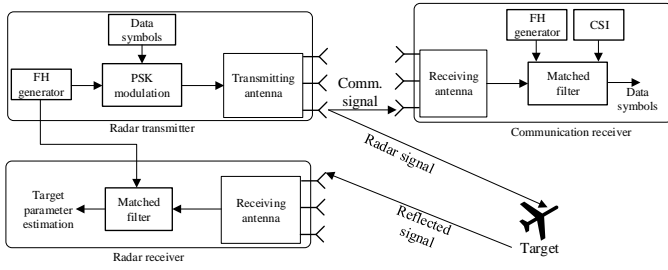 Data
symbols
FH
generator
PSK
modulation
Transmitting
antenna
Radar transmitter
Comm.
signal
Receiving
antenna
FH
generator
CSI
Matched
filter
Data
symbols
Communication receiver
Radar signal
Reflected
signal
Target
Target
parameter
estimation
Matched
filter
Receiving
antenna
Radar receiver